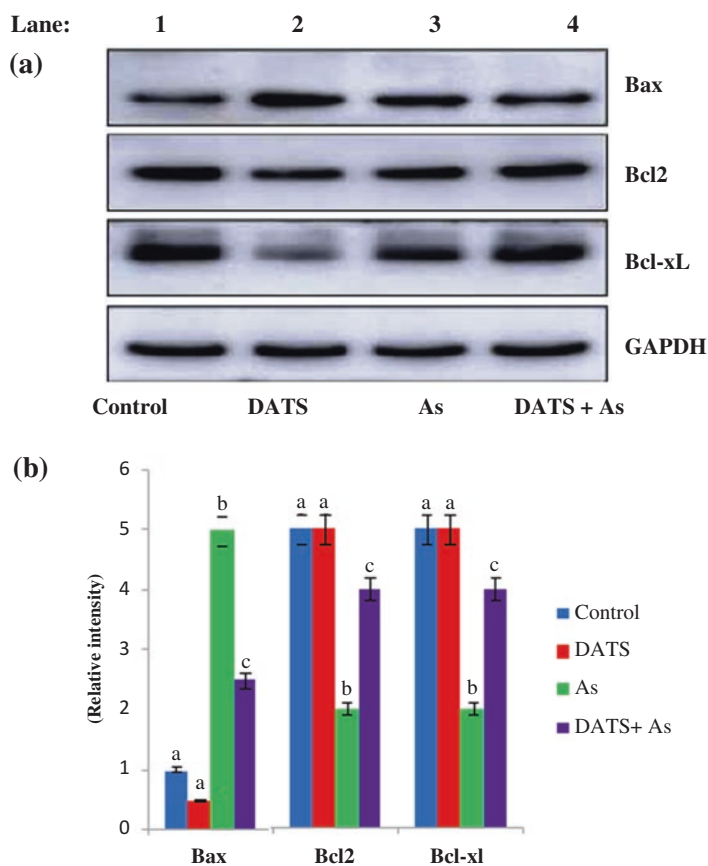 Lane: 1 2 3 4
(a)
Bax
Bcl2
Bcl-xL
GAPDH
Control DATS As DATS + As
(b)
(Relative intensity)
6
5
4
3
2
1
0
a a b c
a a b c
a a b c
Bax Bcl2 Bcl-xl
Control
DATS
As
DATS+ As